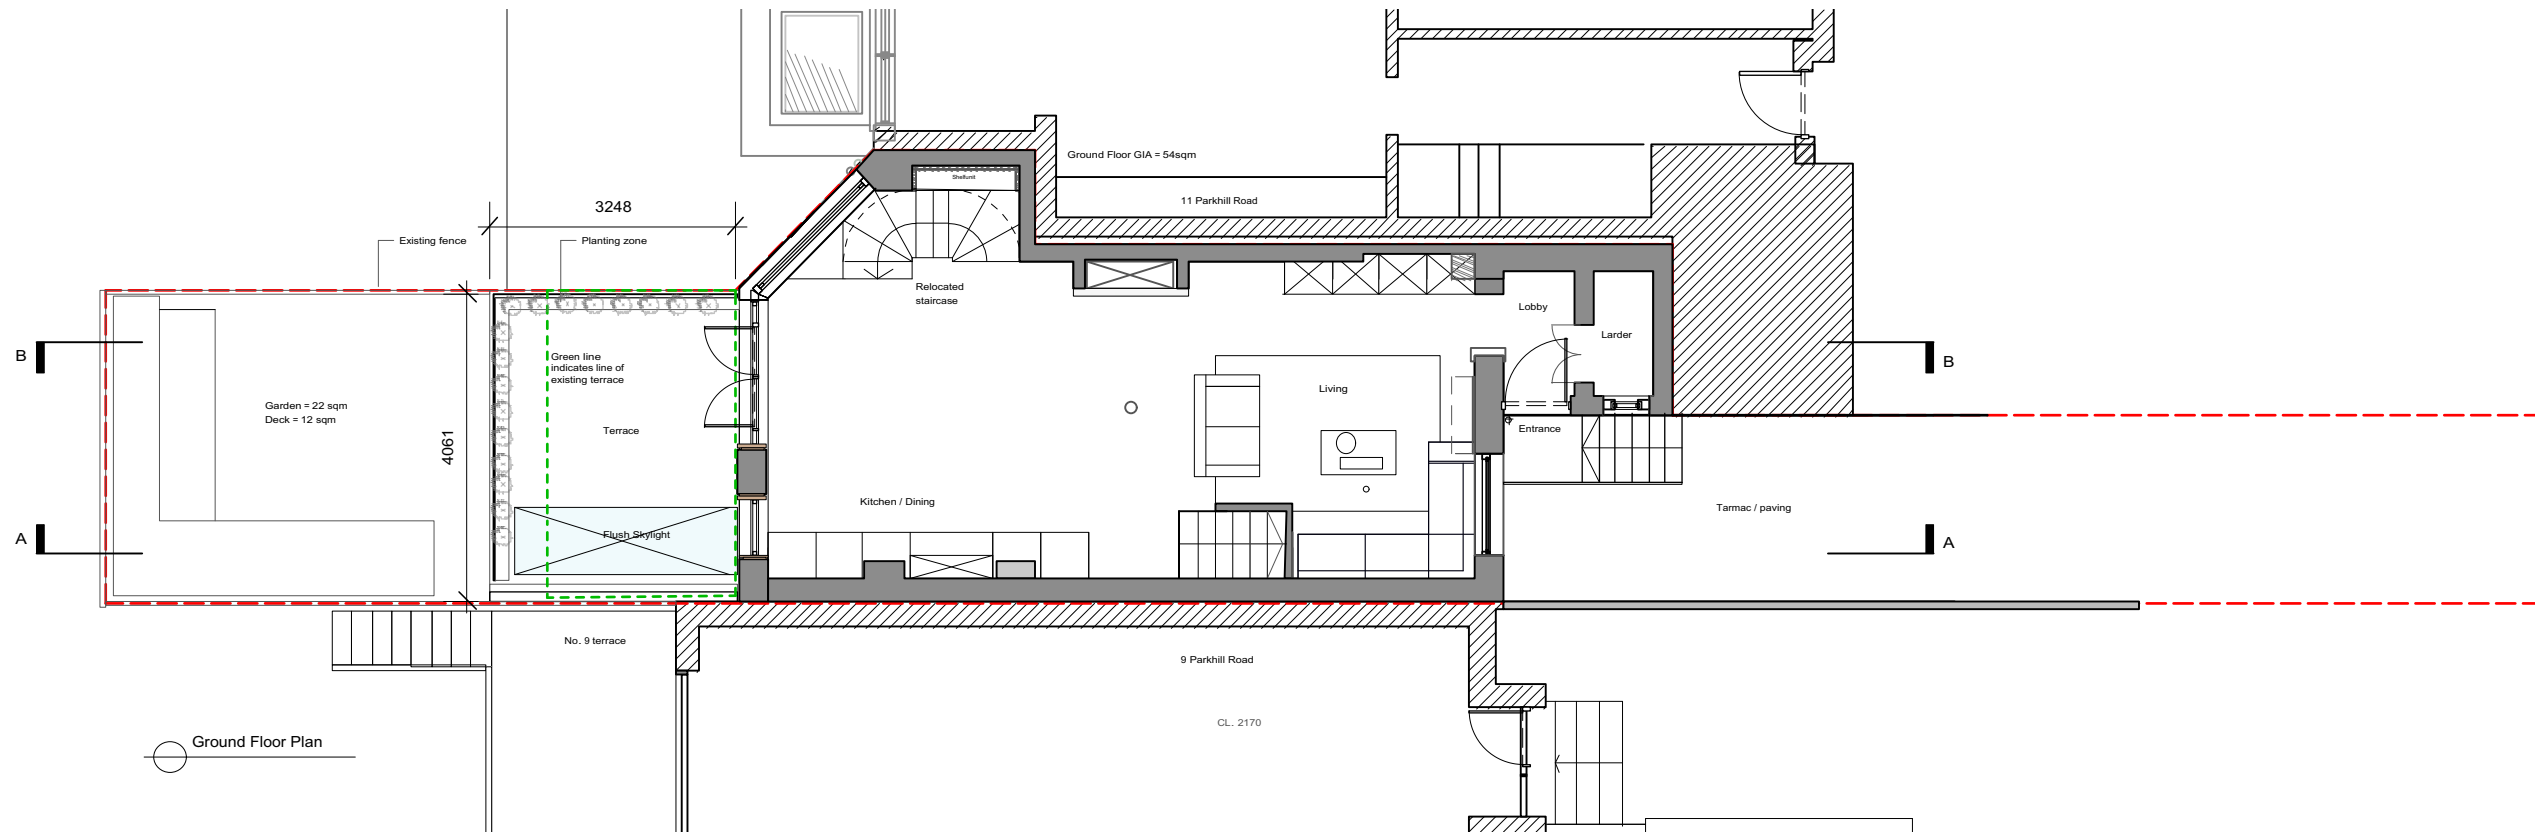 Ground Floor GIA = 54sqm
Shelfunit
11 Parkhill Road
3248
Existing fence
Planting zone
Relocated
staircase
Lobby
Larder
B
B
Green line
indicates line of
existing terrace
Living
Garden = 22 sqm
Deck = 12 sqm
Terrace
Entrance
4061
Kitchen / Dining
Tarmac / paving
A
Flush Skylight
A
No. 9 terrace
9 Parkhill Road
CL. 2170
Ground Floor Plan